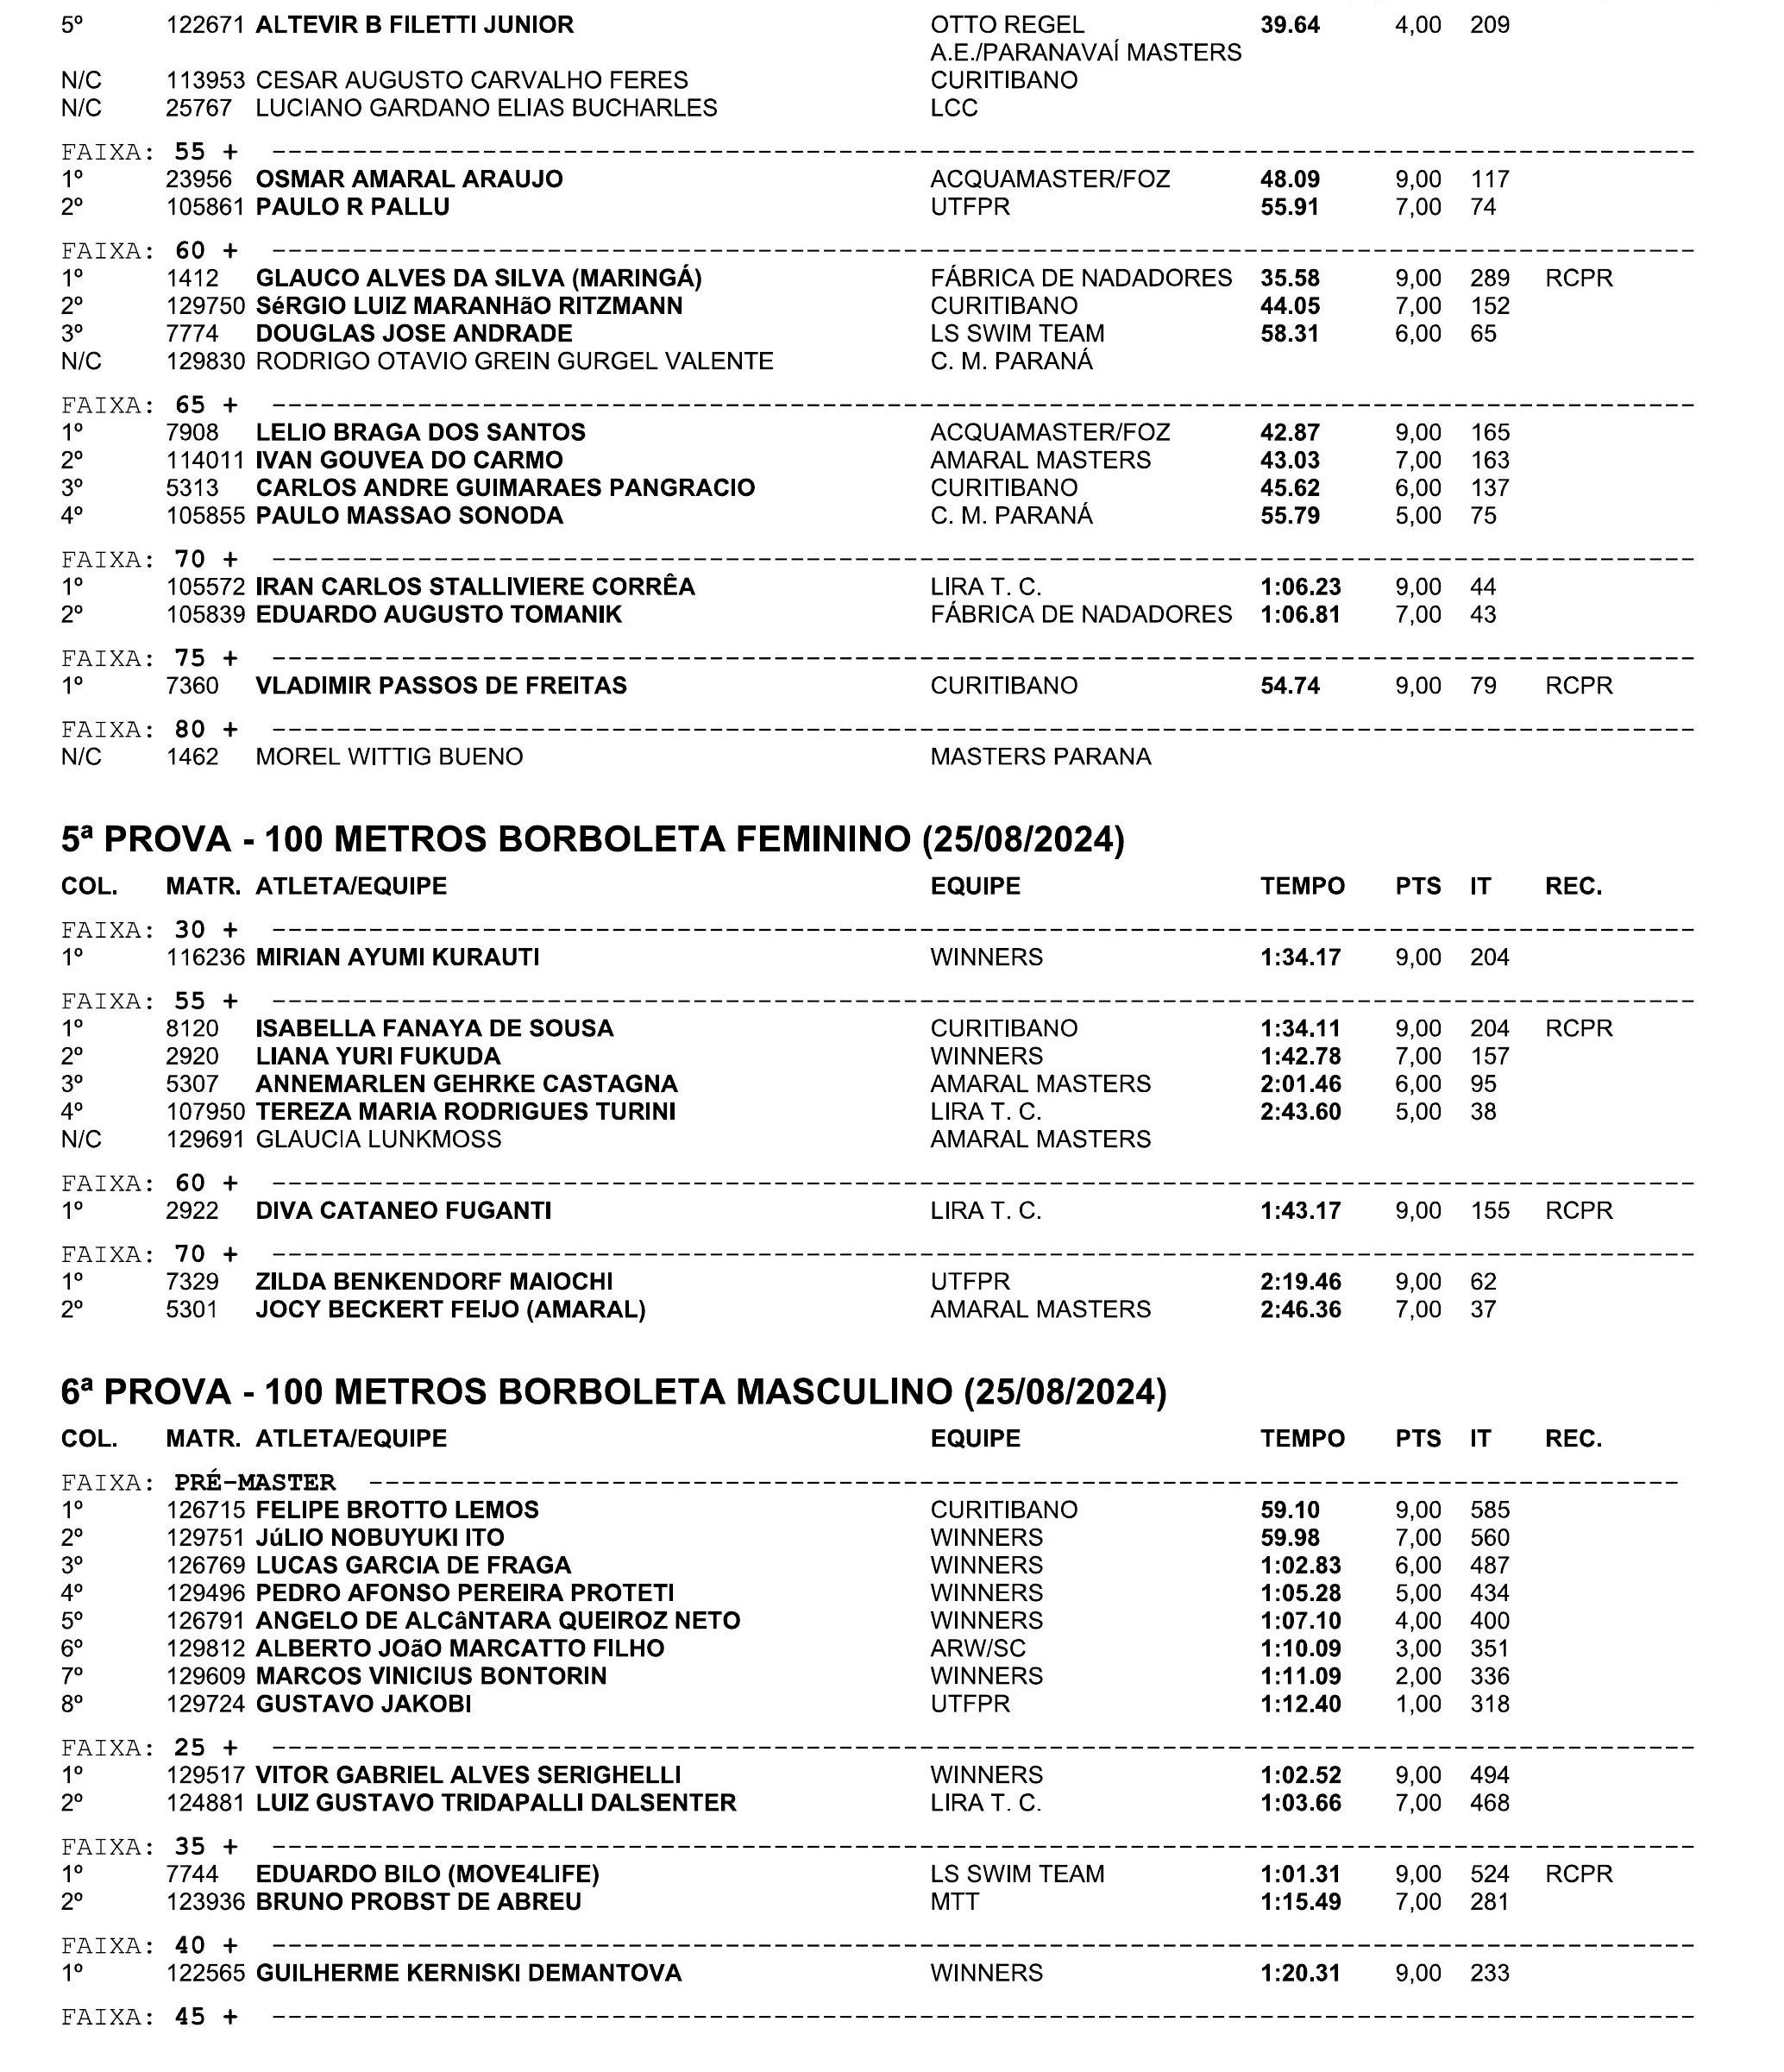 5º 122671 ALTEVIR B FILETTI JUNIOR OTTO REGEL 39.64 4,00 209
A.E./PARANAVAÍ MASTERS
N/C 113953 CESAR AUGUSTO CARVALHO FERES CURITIBANO
N/C 25767 LUCIANO GARDANO ELIAS BUCHARLES LCC
FAIXA: 55 + ------------------------------------------------------------------------------------------
1º 23956 OSMAR AMARAL ARAUJO ACQUAMASTER/FOZ 48.09 9,00 117
2º 105861 PAULO R PALLU UTFPR 55.91 7,00 74
FAIXA: 60 + ------------------------------------------------------------------------------------------
1º 1412 GLAUCO ALVES DA SILVA (MARINGÁ) FÁBRICA DE NADADORES 35.58 9,00 289 RCPR
2º 129750 SéRGIO LUIZ MARANHãO RITZMANN CURITIBANO 44.05 7,00 152
3º 7774 DOUGLAS JOSE ANDRADE LS SWIM TEAM 58.31 6,00 65
N/C 129830 RODRIGO OTAVIO GREIN GURGEL VALENTE C. M. PARANÁ
FAIXA: 65 + ------------------------------------------------------------------------------------------
1º 7908 LELIO BRAGA DOS SANTOS ACQUAMASTER/FOZ 42.87 9,00 165
2º 114011 IVAN GOUVEA DO CARMO AMARAL MASTERS 43.03 7,00 163
3º 5313 CARLOS ANDRE GUIMARAES PANGRACIO CURITIBANO 45.62 6,00 137
4º 105855 PAULO MASSAO SONODA C. M. PARANÁ 55.79 5,00 75
FAIXA: 70 + ------------------------------------------------------------------------------------------
1º 105572 IRAN CARLOS STALLIVIERE CORRÊA LIRA T. C. 1:06.23 9,00 44
2º 105839 EDUARDO AUGUSTO TOMANIK FÁBRICA DE NADADORES 1:06.81 7,00 43
FAIXA: 75 + ------------------------------------------------------------------------------------------
1º 7360 VLADIMIR PASSOS DE FREITAS CURITIBANO 54.74 9,00 79 RCPR
FAIXA: 80 + ------------------------------------------------------------------------------------------
N/C 1462 MOREL WITTIG BUENO MASTERS PARANA
5ª PROVA - 100 METROS BORBOLETA FEMININO (25/08/2024)
COL. MATR. ATLETA/EQUIPE EQUIPE TEMPO PTS IT REC.
FAIXA: 30 + ------------------------------------------------------------------------------------------
1º 116236 MIRIAN AYUMI KURAUTI WINNERS 1:34.17 9,00 204
FAIXA: 55 + ------------------------------------------------------------------------------------------
1º 8120 ISABELLA FANAYA DE SOUSA CURITIBANO 1:34.11 9,00 204 RCPR
2º 2920 LIANA YURI FUKUDA WINNERS 1:42.78 7,00 157
3º 5307 ANNEMARLEN GEHRKE CASTAGNA AMARAL MASTERS 2:01.46 6,00 95
4º 107950 TEREZA MARIA RODRIGUES TURINI LIRA T. C. 2:43.60 5,00 38
N/C 129691 GLAUCIA LUNKMOSS AMARAL MASTERS
FAIXA: 60 + ------------------------------------------------------------------------------------------
1º 2922 DIVA CATANEO FUGANTI LIRA T. C. 1:43.17 9,00 155 RCPR
FAIXA: 70 + ------------------------------------------------------------------------------------------
1º 7329 ZILDA BENKENDORF MAIOCHI UTFPR 2:19.46 9,00 62
2º 5301 JOCY BECKERT FEIJO (AMARAL) AMARAL MASTERS 2:46.36 7,00 37
6ª PROVA - 100 METROS BORBOLETA MASCULINO (25/08/2024)
COL. MATR. ATLETA/EQUIPE EQUIPE TEMPO PTS IT REC.
FAIXA: PRÉ-MASTER -----------------------------------------------------------------------------------
1º 126715 FELIPE BROTTO LEMOS CURITIBANO 59.10 9,00 585
2º 129751 JúLIO NOBUYUKI ITO WINNERS 59.98 7,00 560
3º 126769 LUCAS GARCIA DE FRAGA WINNERS 1:02.83 6,00 487
4º 129496 PEDRO AFONSO PEREIRA PROTETI WINNERS 1:05.28 5,00 434
5º 126791 ANGELO DE ALCâNTARA QUEIROZ NETO WINNERS 1:07.10 4,00 400
6º 129812 ALBERTO JOãO MARCATTO FILHO ARW/SC 1:10.09 3,00 351
7º 129609 MARCOS VINICIUS BONTORIN WINNERS 1:11.09 2,00 336
8º 129724 GUSTAVO JAKOBI UTFPR 1:12.40 1,00 318
FAIXA: 25 + ------------------------------------------------------------------------------------------
1º 129517 VITOR GABRIEL ALVES SERIGHELLI WINNERS 1:02.52 9,00 494
2º 124881 LUIZ GUSTAVO TRIDAPALLI DALSENTER LIRA T. C. 1:03.66 7,00 468
FAIXA: 35 + ------------------------------------------------------------------------------------------
1º 7744 EDUARDO BILO (MOVE4LIFE) LS SWIM TEAM 1:01.31 9,00 524 RCPR
2º 123936 BRUNO PROBST DE ABREU MTT 1:15.49 7,00 281
FAIXA: 40 + ------------------------------------------------------------------------------------------
1º 122565 GUILHERME KERNISKI DEMANTOVA WINNERS 1:20.31 9,00 233
FAIXA: 45 + ------------------------------------------------------------------------------------------